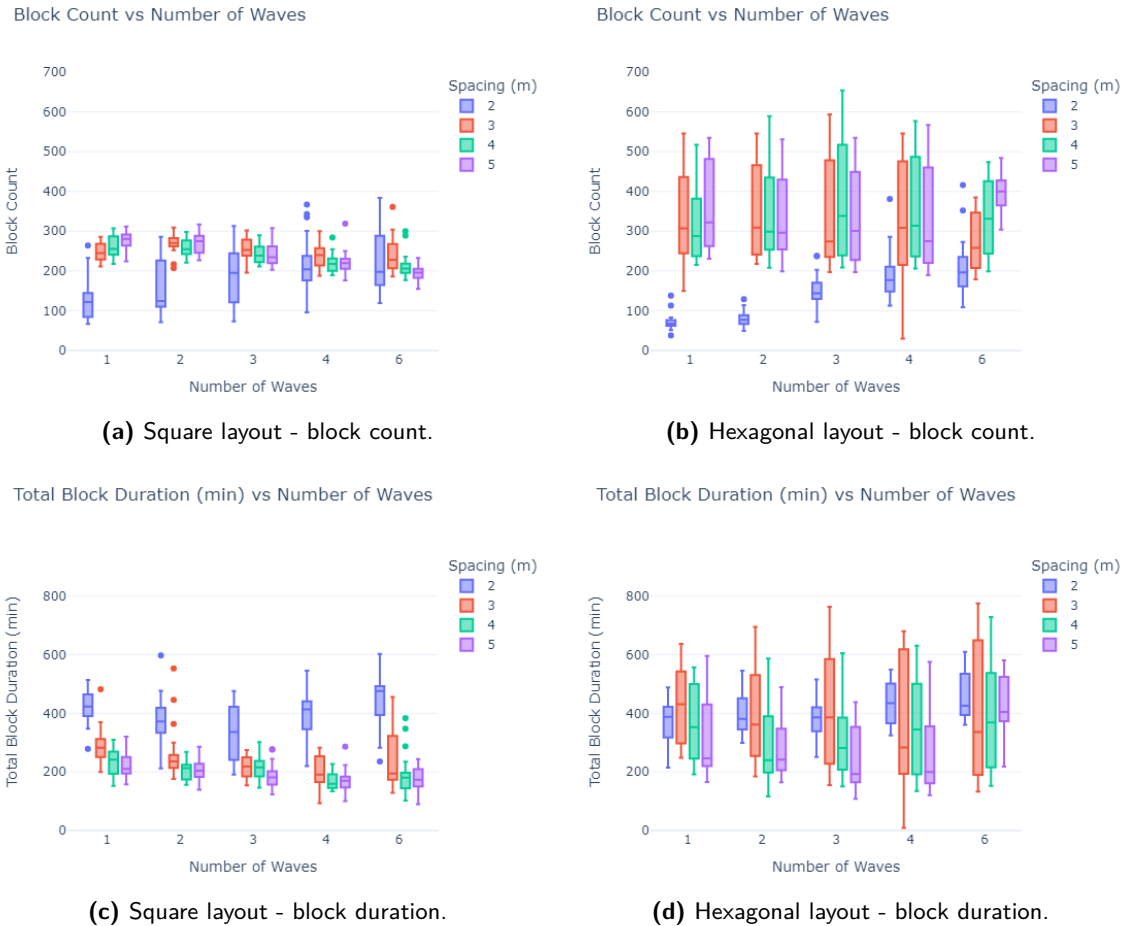 Block Count vs Number of Waves
Block Count vs Number of Waves
700
600
500
400
300
200
100
0
Block Count
1 2 3 4 6
Number of Waves
Spacing (m)
2
3
4
5
700
600
500
400
300
200
100
0
Block Count
1 2 3 4 6
Number of Waves
Spacing (m)
2
3
4
5
(a) Square layout - block count.
(b) Hexagonal layout - block count.
Total Block Duration (min) vs Number of Waves
Total Block Duration (min) vs Number of Waves
800
600
400
200
0
Total Block Duration (min)
1 2 3 4 6
Number of Waves
Spacing (m)
2
3
4
5
800
600
400
200
0
Total Block Duration (min)
1 2 3 4 6
Number of Waves
Spacing (m)
2
3
4
5
(c) Square layout - block duration.
(d) Hexagonal layout - block duration.